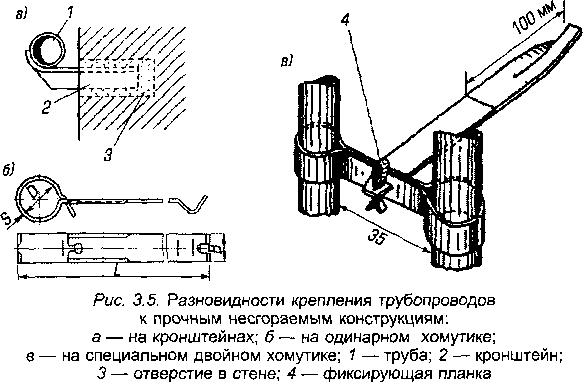 а)
1
2
3
б)
D
S
L
в)
4
100 мм
35
Рис. 3.5. Разновидности крепления трубопроводов
к прочным несгораемым конструкциям:
а — на кронштейнах; б — на одинарном хомутике;
в — на специальном двойном хомутике; 1 — труба; 2 — кронштейн;
3 — отверстие в стене; 4 — фиксирующая планка